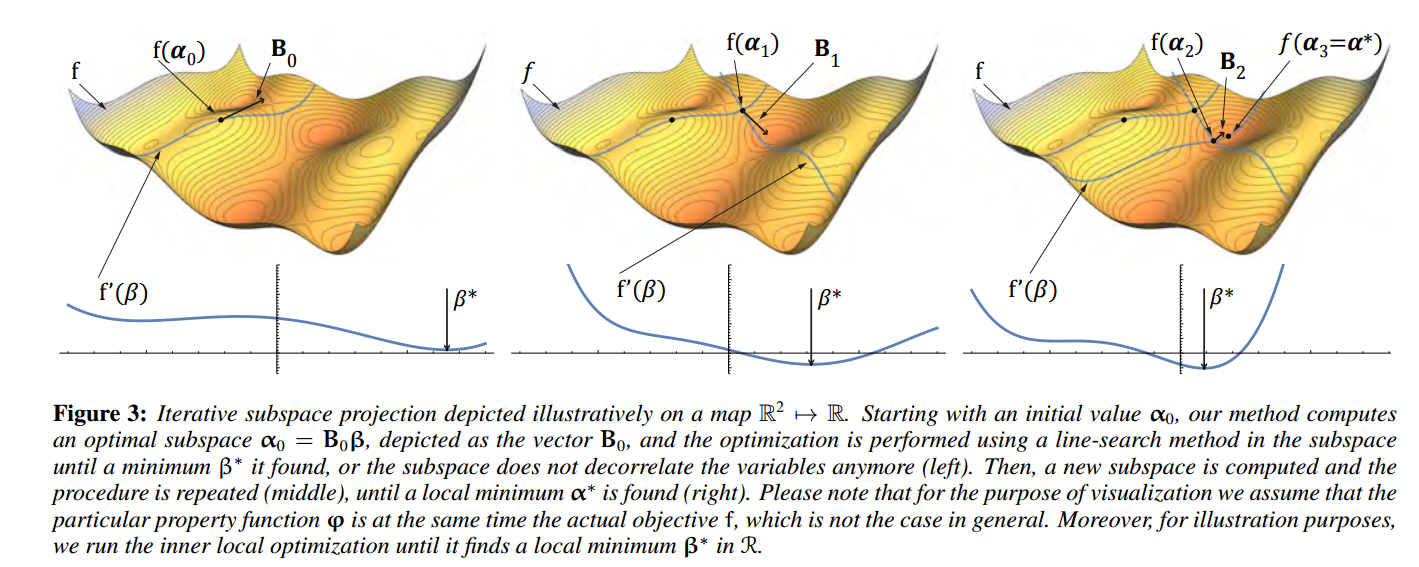 f(α₀) B₀ f(α₁) B₁ f(α₂) B₂ f(α₃=α*)
f f f
f'(β) β* f'(β) β* f'(β) β*
Figure 3: Iterative subspace projection depicted illustratively on a map ℝ² ↦ ℝ. Starting with an initial value α₀, our method computes
an optimal subspace α₀ = B₀β, depicted as the vector B₀, and the optimization is performed using a line-search method in the subspace
until a minimum β* it found, or the subspace does not decorrelate the variables anymore (left). Then, a new subspace is computed and the
procedure is repeated (middle), until a local minimum α* is found (right). Please note that for the purpose of visualization we assume that the
particular property function φ is at the same time the actual objective f, which is not the case in general. Moreover, for illustration purposes,
we run the inner local optimization until it finds a local minimum β* in ℛ.